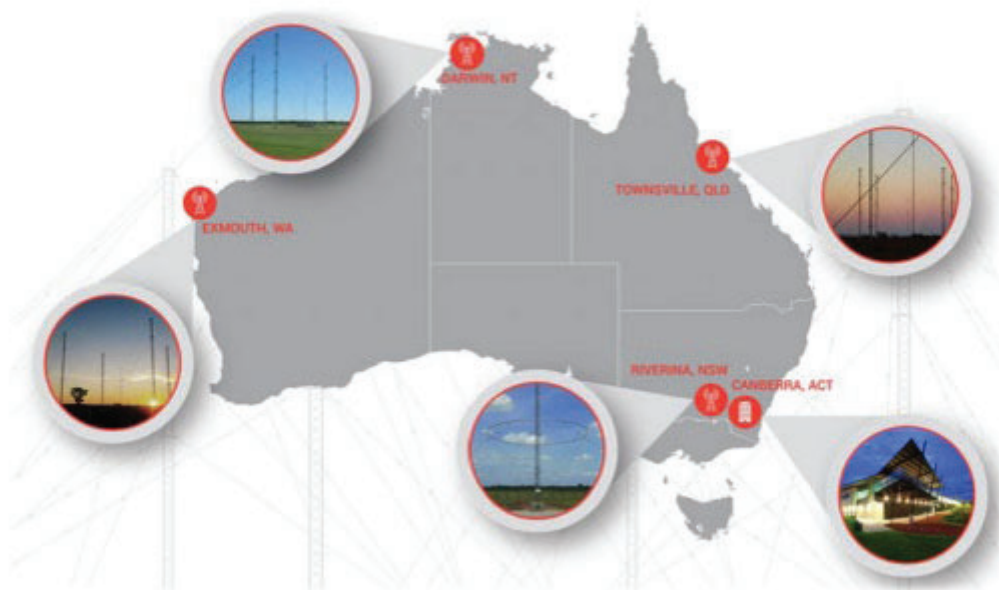 DARWIN, NT
TOWNSVILLE, QLD
EXMOUTH, WA
RIVERINA, NSW
CANBERRA, ACT